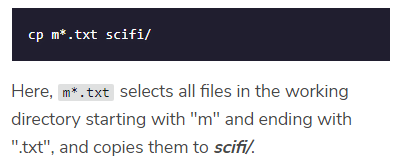 cp m*.txt scifi/
Here, m*.txt selects all files in the working
directory starting with "m" and ending with
".txt", and copies them to scifi/.